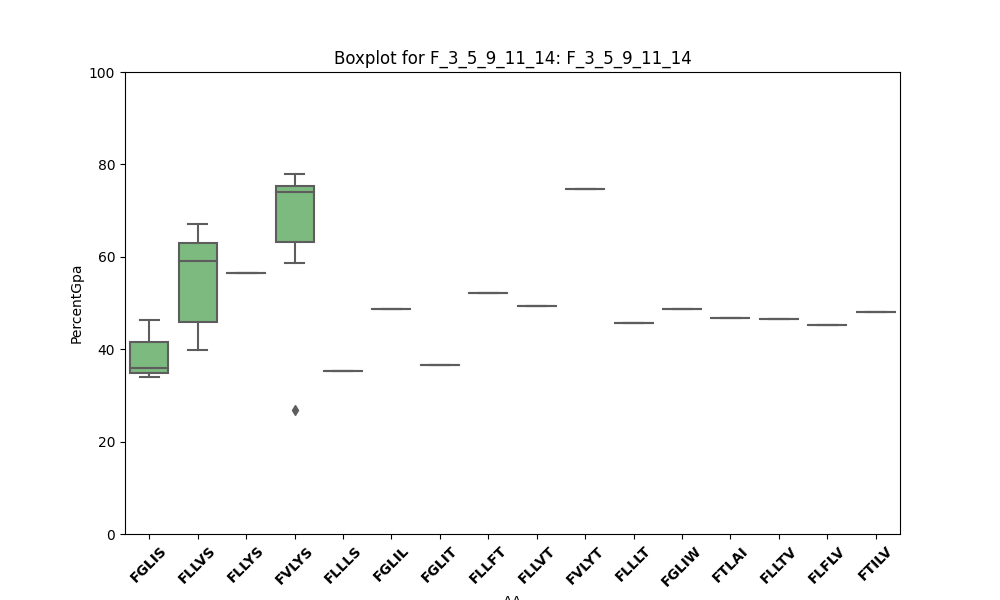 Boxplot for F_3_5_9_11_14: F_3_5_9_11_14
100
80
60
40
20
0
PercentGpa
FGLIS FLLVS FLLYS FVLYS FLLLS FGLIL FGLIT FLLFT FLLVT FVLYT FLLLT FGLIW FTLAI FLLTV FLFLV FTILV
AA